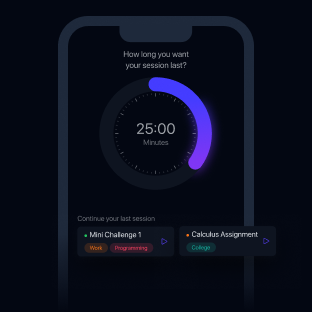 How long you want
your session last?
25:00
Minutes
Continue your last session
Mini Challenge 1
Work
Programming
Calculus Assignment
College